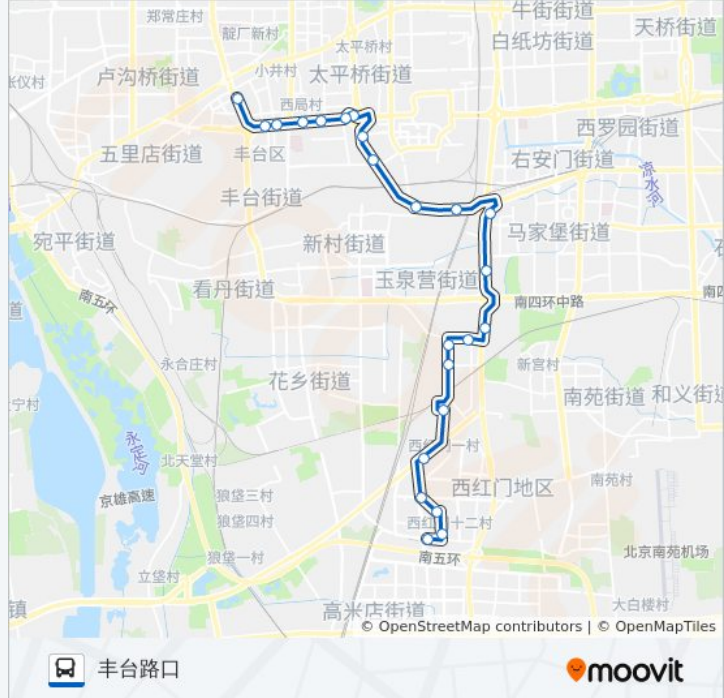 牛街街道
郑常庄村
天桥街道
靛厂新村
白纸坊街道
太平桥村
小井村
太平桥街道
卢沟桥街道
张仪村
西局村
西罗园街道
五里店街道
丰台区
右安门街道
凉水河
丰台街道
宛平街道
新村街道
马家堡街道
玉泉营街道
看丹街道
南五环
南四环中路
南四
道
永合庄村
新宫村
花乡街道
南苑街道
和义街道
宁村
永定河
西红门一村
北天堂村
南苑村
京雄高速
狼垡三村
西红门地区
狼垡四村
西红门十二村
狼垡一村
南五环
北京南苑机场
立垡村
镇
高米店街道
大白楼村
© OpenStreetMap contributors | © OpenMapTiles
丰台路口
moovit